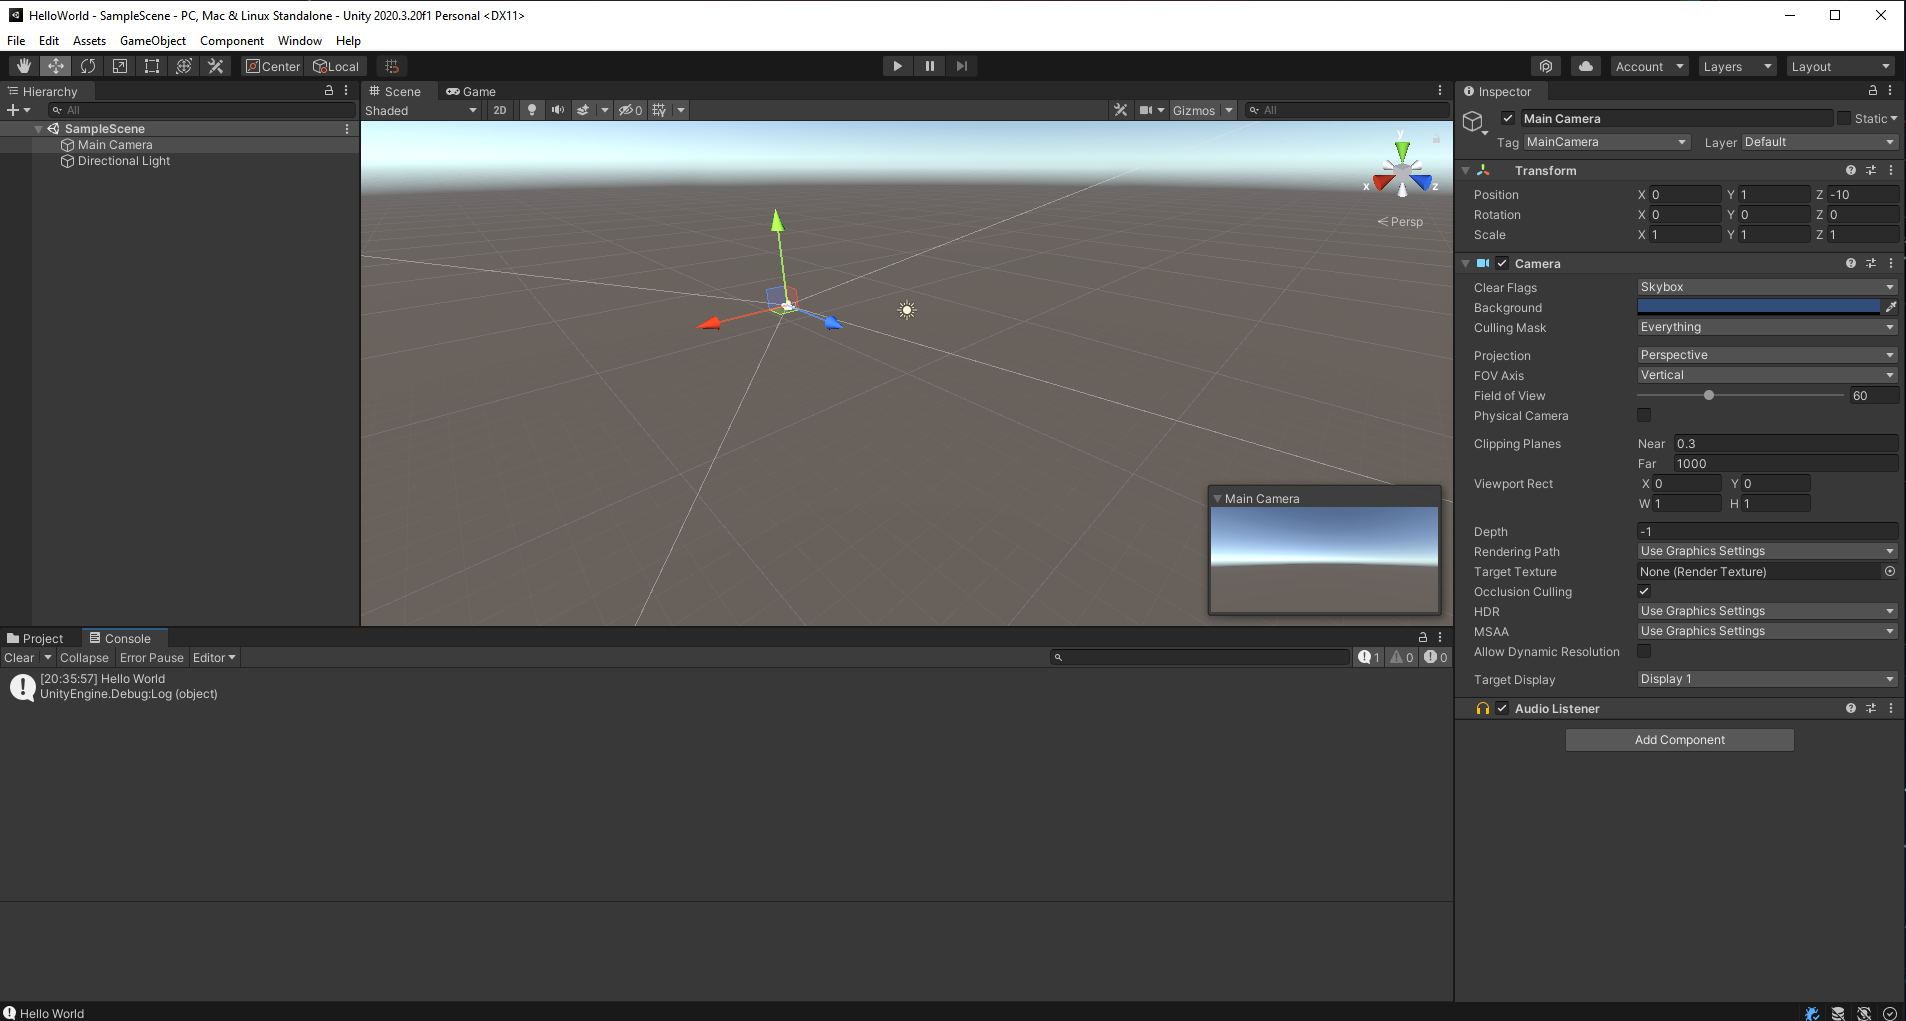 HelloWorld - SampleScene - PC, Mac & Linux Standalone - Unity 2020.3.20f1 Personal <DX11>
File Edit Assets GameObject Component Window Help
Center Local Account Layers Layout
Hierarchy
All
SampleScene
Main Camera
Directional Light
Scene Game
Shaded 2D 0 Gizmos All
y
x z
Persp
Main Camera
Project Console
Clear Collapse Error Pause Editor 1 0 0
[20:35:57] Hello World
UnityEngine.Debug:Log (object)
Inspector
Main Camera Static
Tag MainCamera Layer Default
Transform
Position X 0 Y 1 Z -10
Rotation X 0 Y 0 Z 0
Scale X 1 Y 1 Z 1
Camera
Clear Flags Skybox
Background
Culling Mask Everything
Projection Perspective
FOV Axis Vertical
Field of View 60
Physical Camera
Clipping Planes Near 0.3
Far 1000
Viewport Rect X 0 Y 0
W 1 H 1
Depth -1
Rendering Path Use Graphics Settings
Target Texture None (Render Texture)
Occlusion Culling
HDR Use Graphics Settings
MSAA Use Graphics Settings
Allow Dynamic Resolution
Target Display Display 1
Audio Listener
Add Component
Hello World